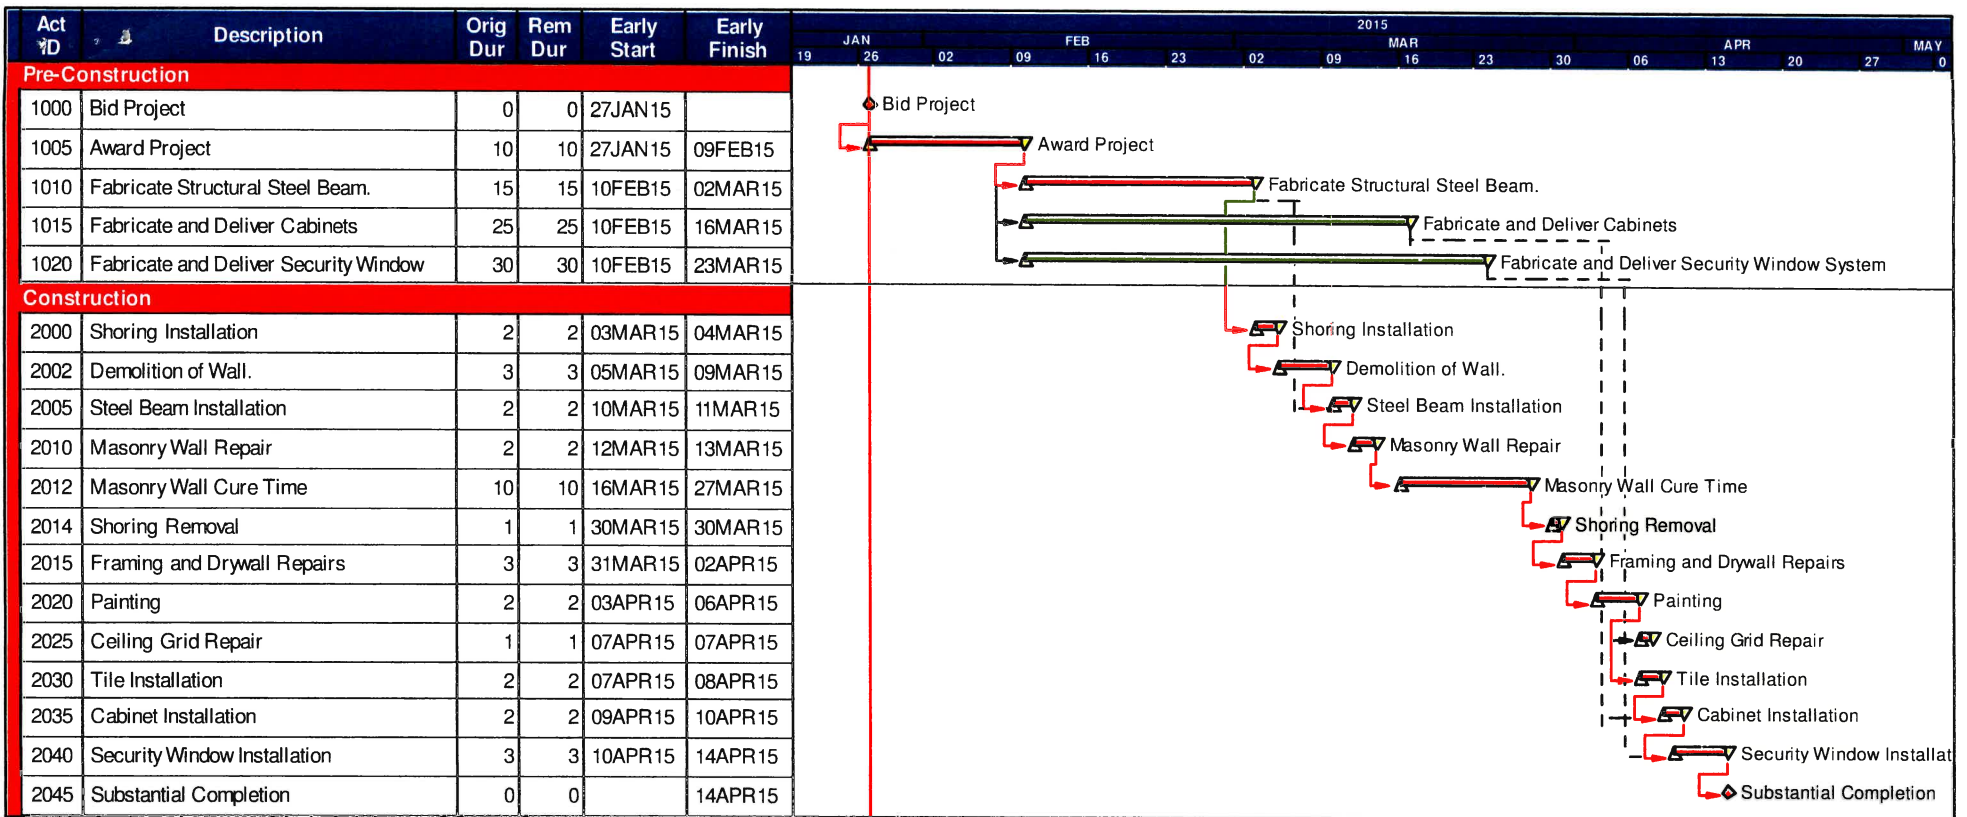 Act ID Description Orig Dur Rem Dur Early Start Early Finish
2015
JAN FEB MAR APR MAY
19 26 02 09 16 23 02 09 16 23 30 06 13 20 27 0
Pre-Construction
1000 Bid Project 0 0 27JAN15 Bid Project
1005 Award Project 10 10 27JAN15 09FEB15 Award Project
1010 Fabricate Structural Steel Beam. 15 15 10FEB15 02MAR15 Fabricate Structural Steel Beam.
1015 Fabricate and Deliver Cabinets 25 25 10FEB15 16MAR15 Fabricate and Deliver Cabinets
1020 Fabricate and Deliver Security Window 30 30 10FEB15 23MAR15 Fabricate and Deliver Security Window System
Construction
2000 Shoring Installation 2 2 03MAR15 04MAR15 Shoring Installation
2002 Demolition of Wall. 3 3 05MAR15 09MAR15 Demolition of Wall.
2005 Steel Beam Installation 2 2 10MAR15 11MAR15 Steel Beam Installation
2010 Masonry Wall Repair 2 2 12MAR15 13MAR15 Masonry Wall Repair
2012 Masonry Wall Cure Time 10 10 16MAR15 27MAR15 Masonry Wall Cure Time
2014 Shoring Removal 1 1 30MAR15 30MAR15 Shoring Removal
2015 Framing and Drywall Repairs 3 3 31MAR15 02APR15 Framing and Drywall Repairs
2020 Painting 2 2 03APR15 06APR15 Painting
2025 Ceiling Grid Repair 1 1 07APR15 07APR15 Ceiling Grid Repair
2030 Tile Installation 2 2 07APR15 08APR15 Tile Installation
2035 Cabinet Installation 2 2 09APR15 10APR15 Cabinet Installation
2040 Security Window Installation 3 3 10APR15 14APR15 Security Window Installat
2045 Substantial Completion 0 0 14APR15 Substantial Completion